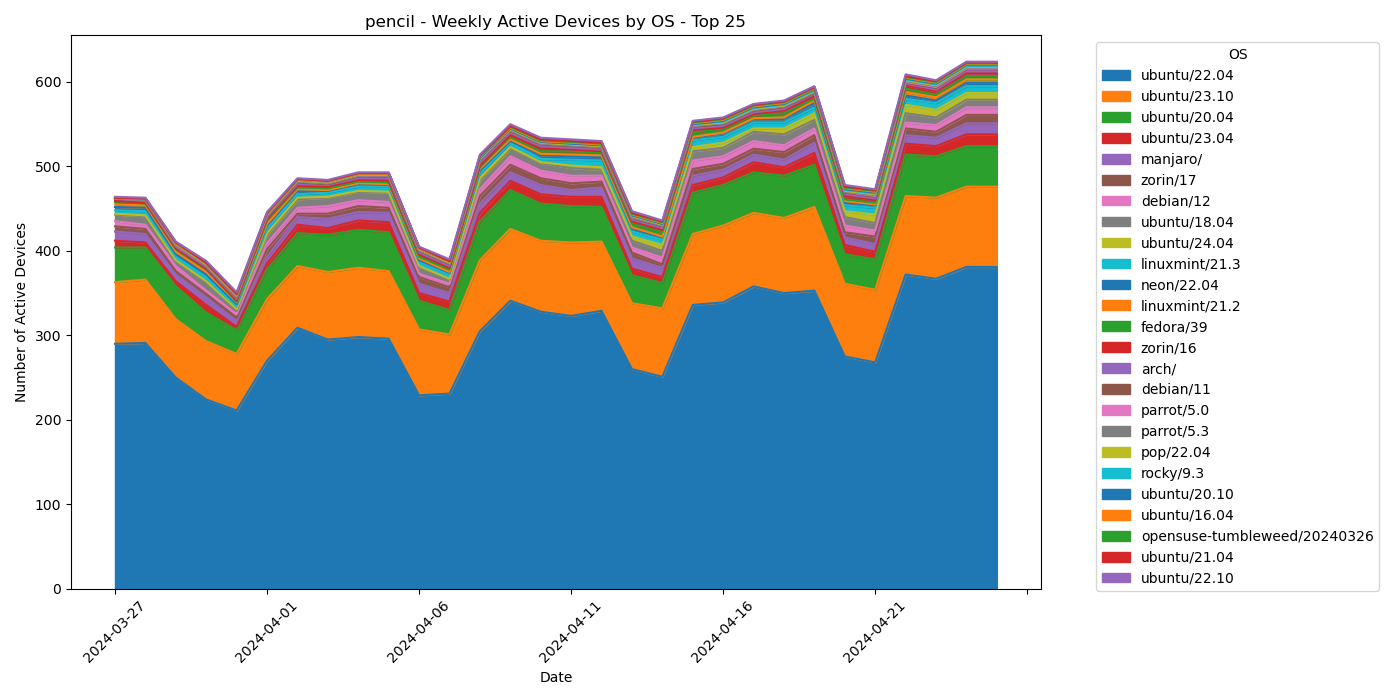 pencil - Weekly Active Devices by OS - Top 25
Number of Active Devices
600
500
400
300
200
100
0
2024-03-27
2024-04-01
2024-04-06
2024-04-11
2024-04-16
2024-04-21
Date
OS
ubuntu/22.04
ubuntu/23.10
ubuntu/20.04
ubuntu/23.04
manjaro/
zorin/17
debian/12
ubuntu/18.04
ubuntu/24.04
linuxmint/21.3
neon/22.04
linuxmint/21.2
fedora/39
zorin/16
arch/
debian/11
parrot/5.0
parrot/5.3
pop/22.04
rocky/9.3
ubuntu/20.10
ubuntu/16.04
opensuse-tumbleweed/20240326
ubuntu/21.04
ubuntu/22.10